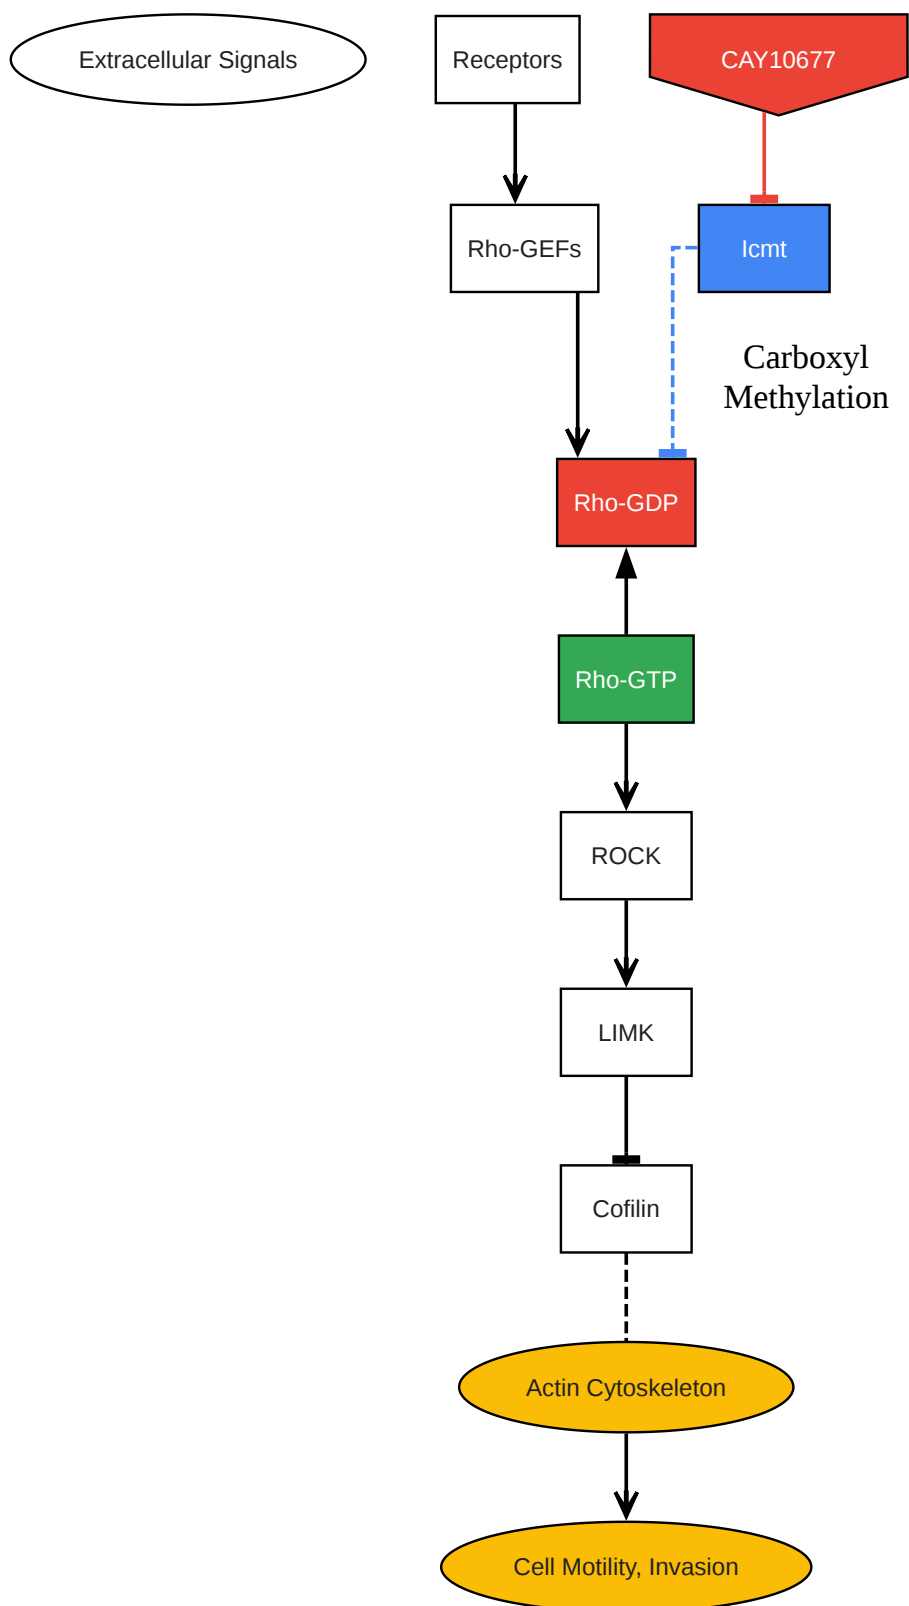 Extracellular Signals
Receptors
CAY10677
Rho-GEFs
Icmt
Carboxyl
Methylation
Rho-GDP
Rho-GTP
ROCK
LIMK
Cofilin
Actin Cytoskeleton
Cell Motility, Invasion